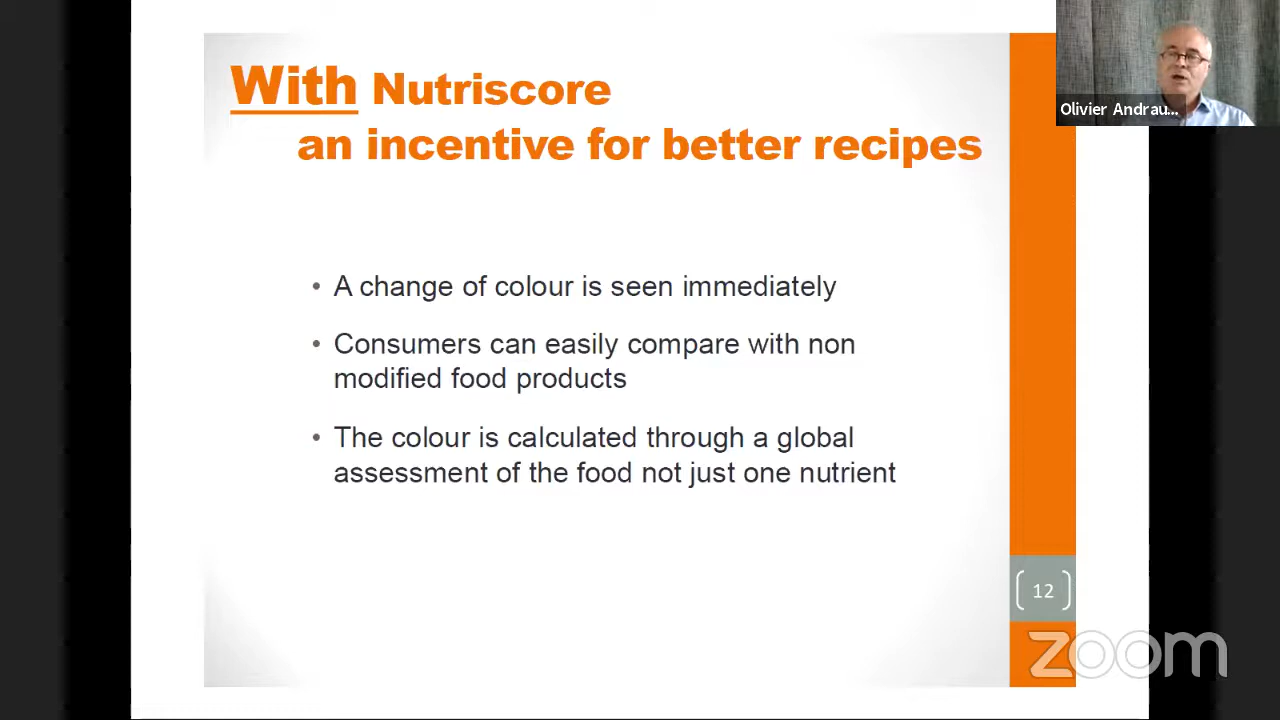 With Nutriscore
an incentive for better recipes
Olivier Andrau...
• A change of colour is seen immediately
• Consumers can easily compare with non
modified food products
• The colour is calculated through a global
assessment of the food not just one nutrient
12
zoom